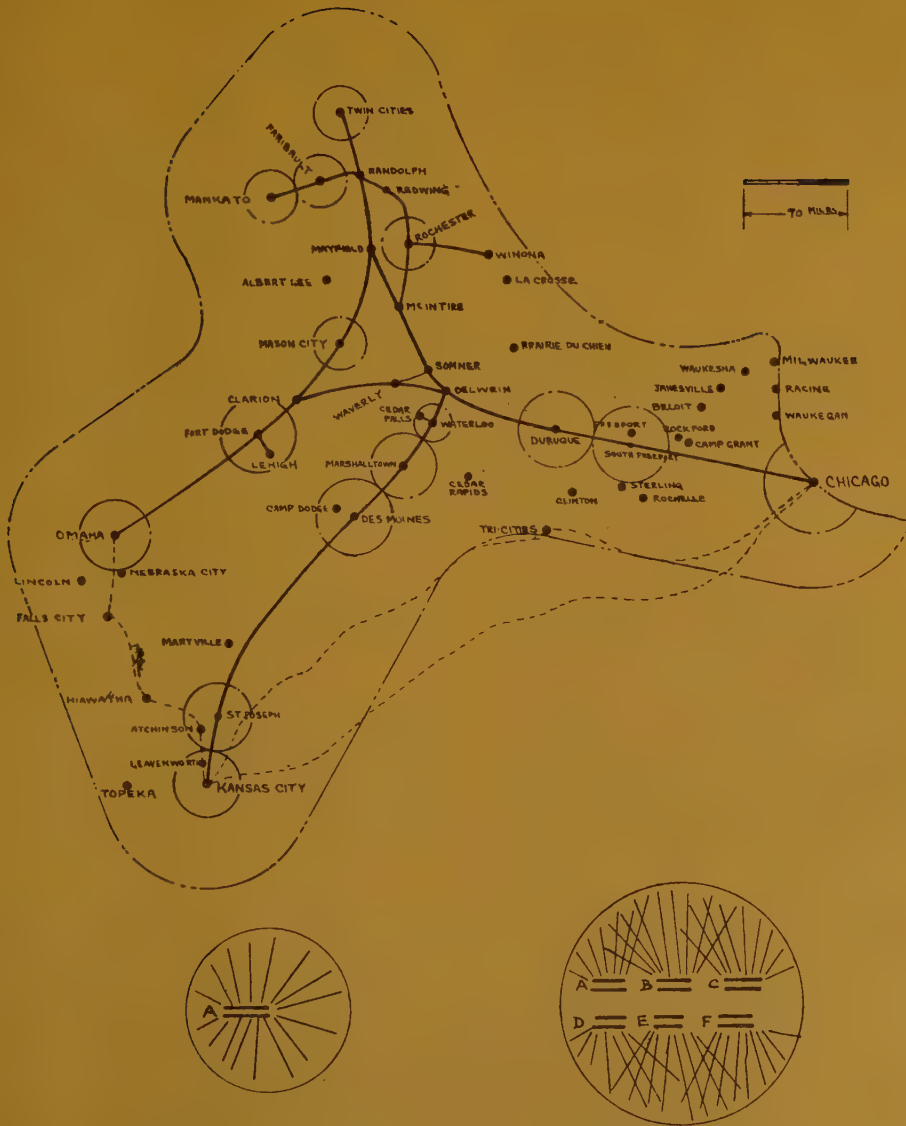 TWIN CITIES
FARIBAULT
RANDOLPH
MANKATO
REDWING
70 MILES
ROCHESTER
MAYFIELD
WINONA
ALBERT LEE
LA CROSSE
MCINTIRE
MASON CITY
PRAIRIE DU CHIEN
MILWAUKEE
SOMNER
WAUKESHA
OELWEIN
JANESVILLE
RACINE
CLARION
WAVERLY
BELOIT
CEDAR
FALLS
WAUKEGAN
WATERLOO
FREEPORT
ROCKFORD
FORT DODGE
DUBUQUE
CAMP GRANT
SOUTH FREEPORT
LEHIGH
MARSHALLTOWN
CHICAGO
CEDAR
RAPIDS
STERLING
CLINTON
ROCHELLE
CAMP DODGE
DES MOINES
TRI-CITIES
OMAHA
NEBRASKA CITY
LINCOLN
FALLS CITY
MARYVILLE
HIAWATHA
ST JOSEPH
ATCHINSON
LEAVENWORTH
TOPEKA
KANSAS CITY
A
A B C
D E F